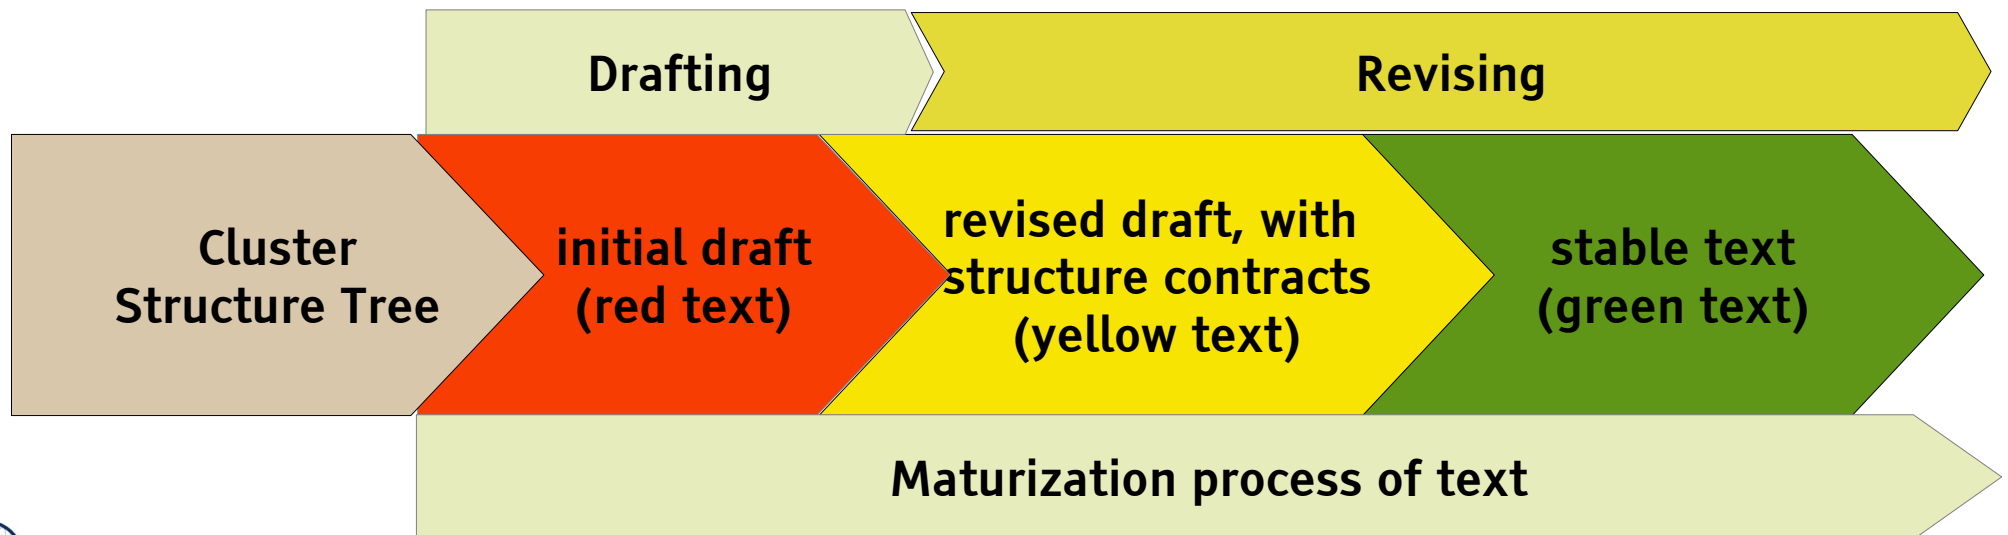 Drafting
Revising
Cluster
Structure Tree
initial draft
(red text)
revised draft, with
structure contracts
(yellow text)
stable text
(green text)
Maturization process of text